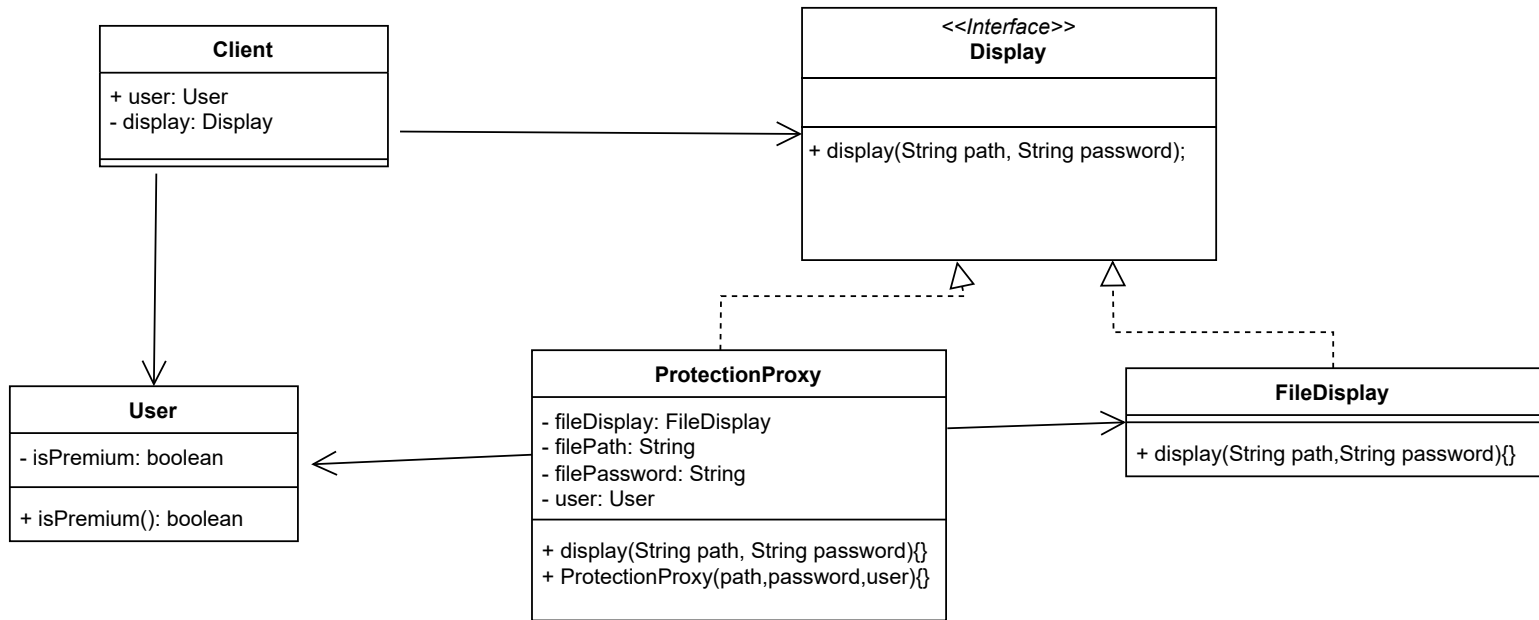 Client
+ user: User
- display: Display
<<Interface>>
Display
+ display(String path, String password);
User
- isPremium: boolean
+ isPremium(): boolean
ProtectionProxy
- fileDisplay: FileDisplay
- filePath: String
- filePassword: String
- user: User
+ display(String path, String password){}
+ ProtectionProxy(path,password,user){}
FileDisplay
+ display(String path,String password){}